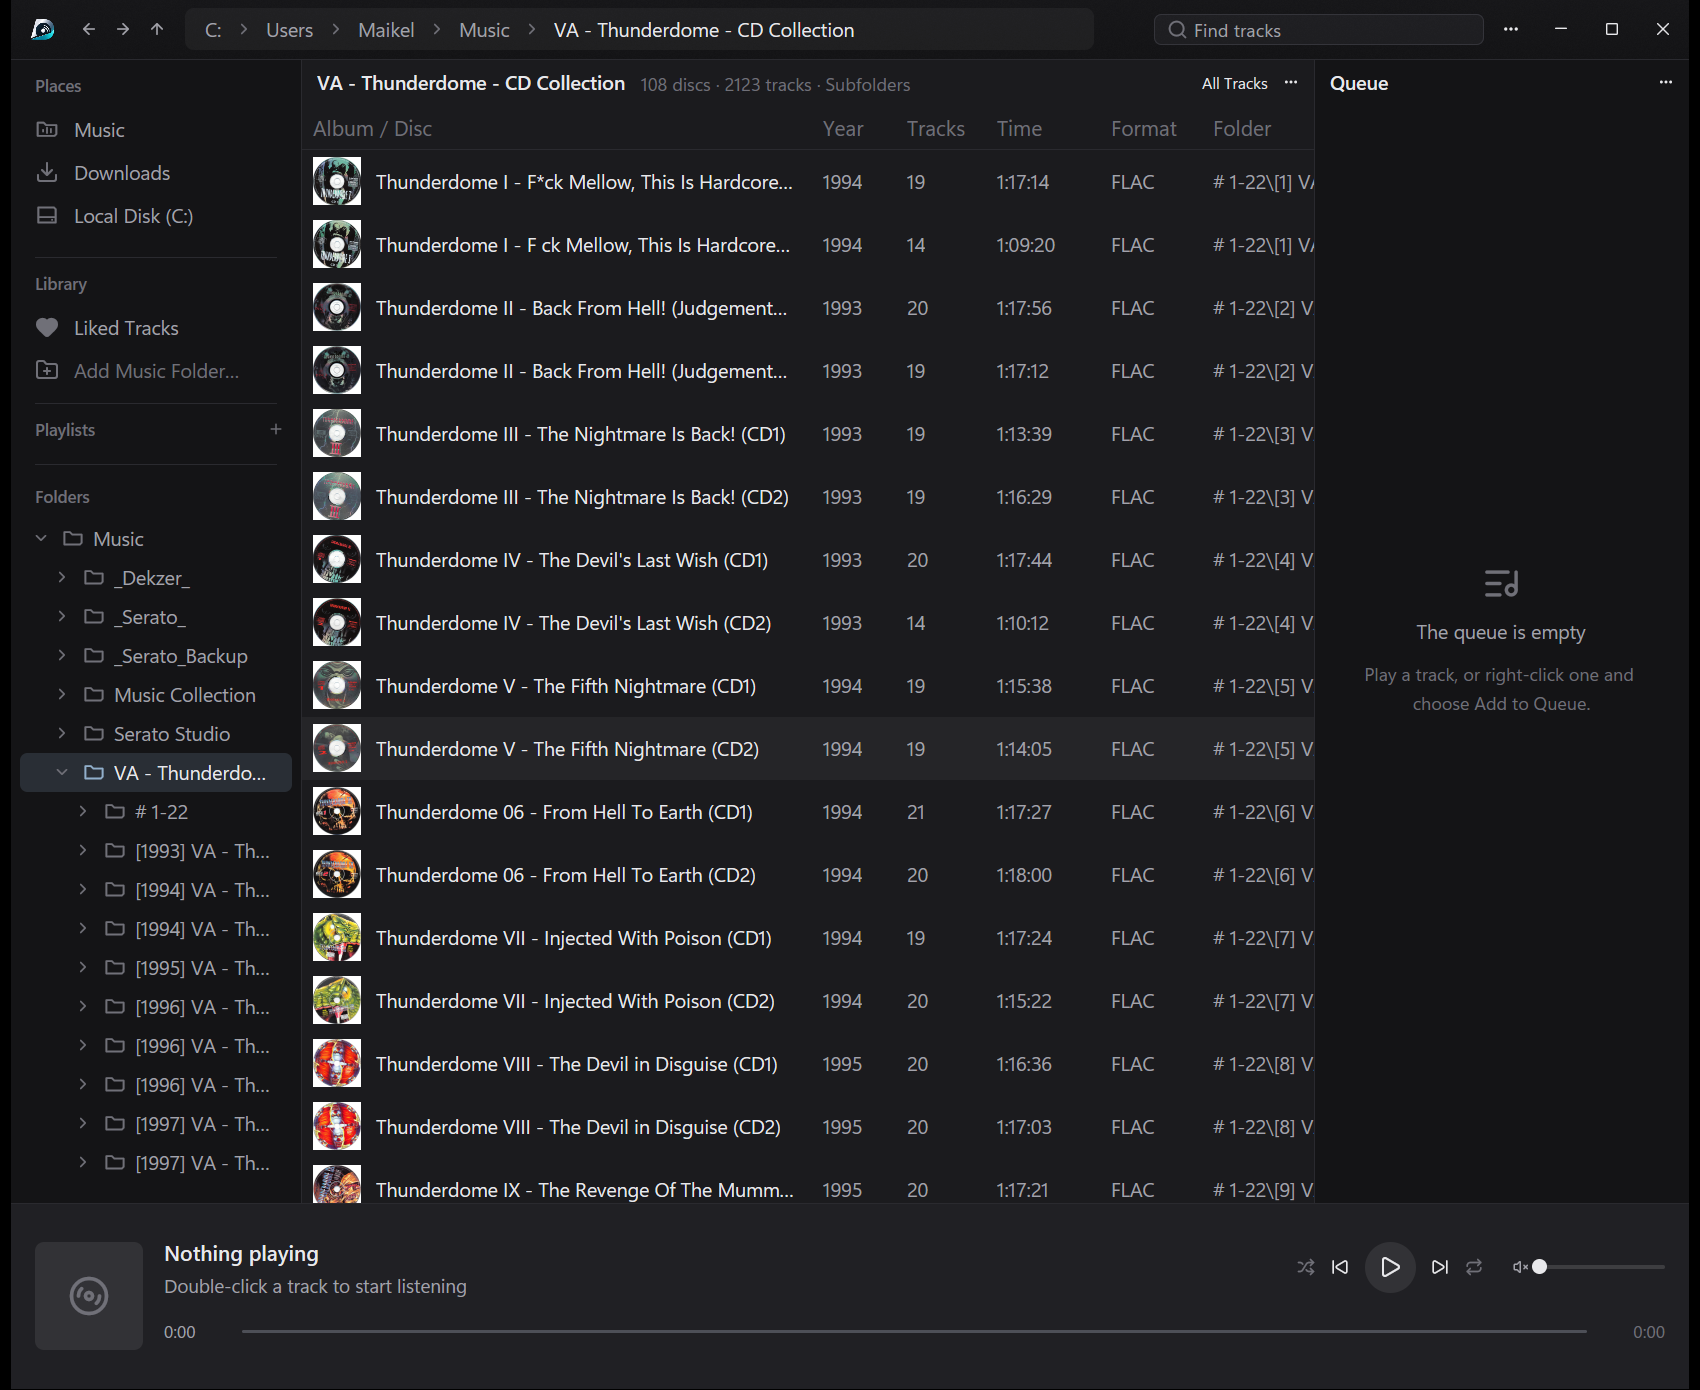 C: > Users > Maikel > Music > VA - Thunderdome - CD Collection
Find tracks
Places
Music
Downloads
Local Disk (C:)
Library
Liked Tracks
Add Music Folder...
Playlists
Folders
Music
_Dekzer_
_Serato_
_Serato_Backup
Music Collection
Serato Studio
VA - Thunderdo...
# 1-22
[1993] VA - Th...
[1994] VA - Th...
[1994] VA - Th...
[1995] VA - Th...
[1996] VA - Th...
[1996] VA - Th...
[1996] VA - Th...
[1997] VA - Th...
[1997] VA - Th...
VA - Thunderdome - CD Collection 108 discs · 2123 tracks · Subfolders All Tracks
Album / Disc Year Tracks Time Format Folder
Thunderdome I - F*ck Mellow, This Is Hardcore... 1994 19 1:17:14 FLAC # 1-22\[1] VA
Thunderdome I - F ck Mellow, This Is Hardcore... 1994 14 1:09:20 FLAC # 1-22\[1] VA
Thunderdome II - Back From Hell! (Judgement... 1993 20 1:17:56 FLAC # 1-22\[2] V
Thunderdome II - Back From Hell! (Judgement... 1993 19 1:17:12 FLAC # 1-22\[2] V
Thunderdome III - The Nightmare Is Back! (CD1) 1993 19 1:13:39 FLAC # 1-22\[3] V
Thunderdome III - The Nightmare Is Back! (CD2) 1993 19 1:16:29 FLAC # 1-22\[3] V
Thunderdome IV - The Devil's Last Wish (CD1) 1993 20 1:17:44 FLAC # 1-22\[4] V
Thunderdome IV - The Devil's Last Wish (CD2) 1993 14 1:10:12 FLAC # 1-22\[4] V
Thunderdome V - The Fifth Nightmare (CD1) 1994 19 1:15:38 FLAC # 1-22\[5] V
Thunderdome V - The Fifth Nightmare (CD2) 1994 19 1:14:05 FLAC # 1-22\[5] V
Thunderdome 06 - From Hell To Earth (CD1) 1994 21 1:17:27 FLAC # 1-22\[6] V
Thunderdome 06 - From Hell To Earth (CD2) 1994 20 1:18:00 FLAC # 1-22\[6] V
Thunderdome VII - Injected With Poison (CD1) 1994 19 1:17:24 FLAC # 1-22\[7] V
Thunderdome VII - Injected With Poison (CD2) 1994 20 1:15:22 FLAC # 1-22\[7] V
Thunderdome VIII - The Devil in Disguise (CD1) 1995 20 1:16:36 FLAC # 1-22\[8] V
Thunderdome VIII - The Devil in Disguise (CD2) 1995 20 1:17:03 FLAC # 1-22\[8] V
Thunderdome IX - The Revenge Of The Mumm... 1995 20 1:17:21 FLAC # 1-22\[9] V
Queue
The queue is empty
Play a track, or right-click one and
choose Add to Queue.
Nothing playing
Double-click a track to start listening
0:00 0:00